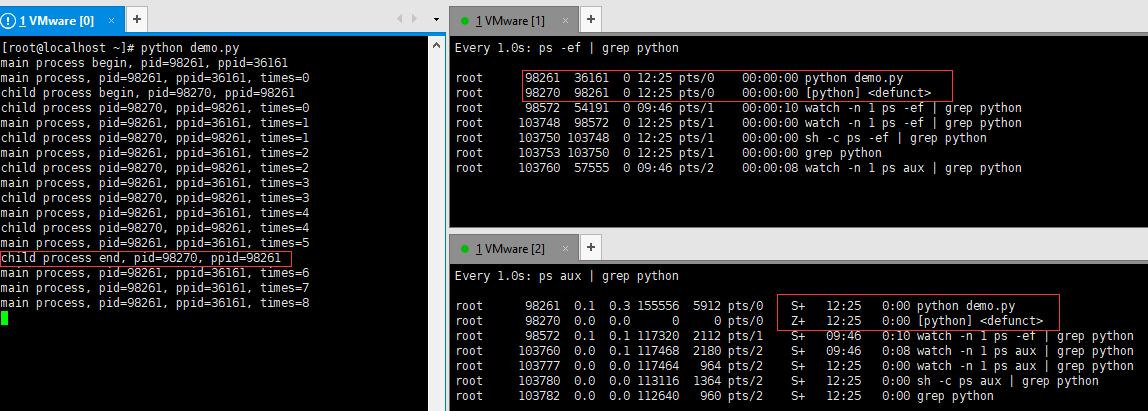 1 VMware [0] × +
[root@localhost ~]# python demo.py
main process begin, pid=98261, ppid=36161
main process, pid=98261, ppid=36161, times=0
child process begin, pid=98270, ppid=98261
child process, pid=98270, ppid=98261, times=0
main process, pid=98261, ppid=36161, times=1
child process, pid=98270, ppid=98261, times=1
main process, pid=98261, ppid=36161, times=2
child process, pid=98270, ppid=98261, times=2
main process, pid=98261, ppid=36161, times=3
child process, pid=98270, ppid=98261, times=3
main process, pid=98261, ppid=36161, times=4
child process, pid=98270, ppid=98261, times=4
main process, pid=98261, ppid=36161, times=5
child process end, pid=98270, ppid=98261
main process, pid=98261, ppid=36161, times=6
main process, pid=98261, ppid=36161, times=7
main process, pid=98261, ppid=36161, times=8
1 VMware [1] × +
Every 1.0s: ps -ef | grep python
root 98261 36161 0 12:25 pts/0 00:00:00 python demo.py
root 98270 98261 0 12:25 pts/0 00:00:00 [python] <defunct>
root 98572 54191 0 09:46 pts/1 00:00:10 watch -n 1 ps -ef | grep python
root 103748 98572 0 12:25 pts/1 00:00:00 watch -n 1 ps -ef | grep python
root 103750 103748 0 12:25 pts/1 00:00:00 sh -c ps -ef | grep python
root 103753 103750 0 12:25 pts/1 00:00:00 grep python
root 103760 57555 0 09:46 pts/2 00:00:08 watch -n 1 ps aux | grep python
1 VMware [2] × +
Every 1.0s: ps aux | grep python
root 98261 0.1 0.3 155556 5912 pts/0 S+ 12:25 0:00 python demo.py
root 98270 0.0 0.0 0 0 pts/0 Z+ 12:25 0:00 [python] <defunct>
root 98572 0.1 0.1 117320 2112 pts/1 S+ 09:46 0:10 watch -n 1 ps -ef | grep python
root 103760 0.0 0.1 117468 2180 pts/2 S+ 09:46 0:08 watch -n 1 ps aux | grep python
root 103777 0.0 0.0 117464 964 pts/2 S+ 12:25 0:00 watch -n 1 ps aux | grep python
root 103780 0.0 0.0 113116 1364 pts/2 S+ 12:25 0:00 sh -c ps aux | grep python
root 103782 0.0 0.0 112640 960 pts/2 S+ 12:25 0:00 grep python